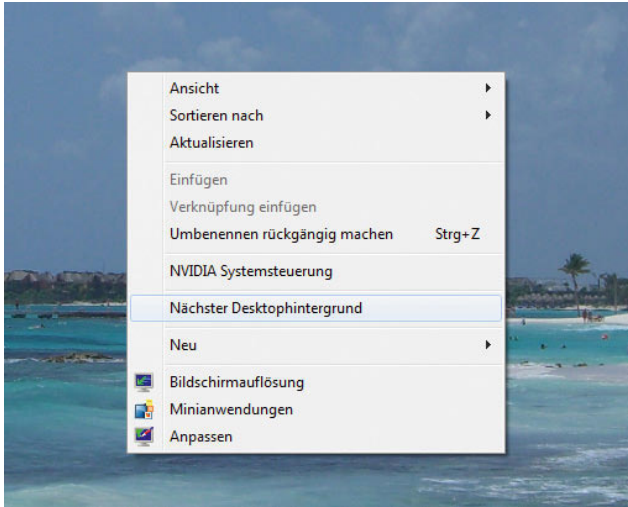 Ansicht
Sortieren nach
Aktualisieren
Einfügen
Verknüpfung einfügen
Umbenennen rückgängig machen Strg+Z
NVIDIA Systemsteuerung
Nächster Desktophintergrund
Neu
Bildschirmauflösung
Minianwendungen
Anpassen